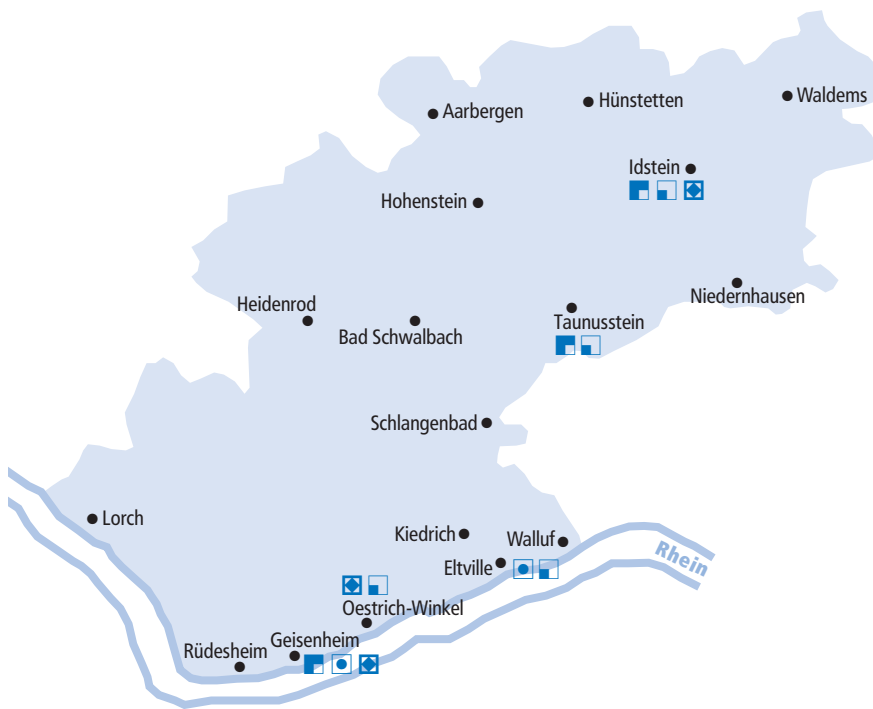 Waldems
Hünstetten
Aarbergen
Idstein
Hohenstein
Niedernhausen
Heidenrod
Taunusstein
Bad Schwalbach
Schlangenbad
Lorch
Kiedrich
Walluf
Rhein
Eltville
Oestrich-Winkel
Geisenheim
Rüdesheim